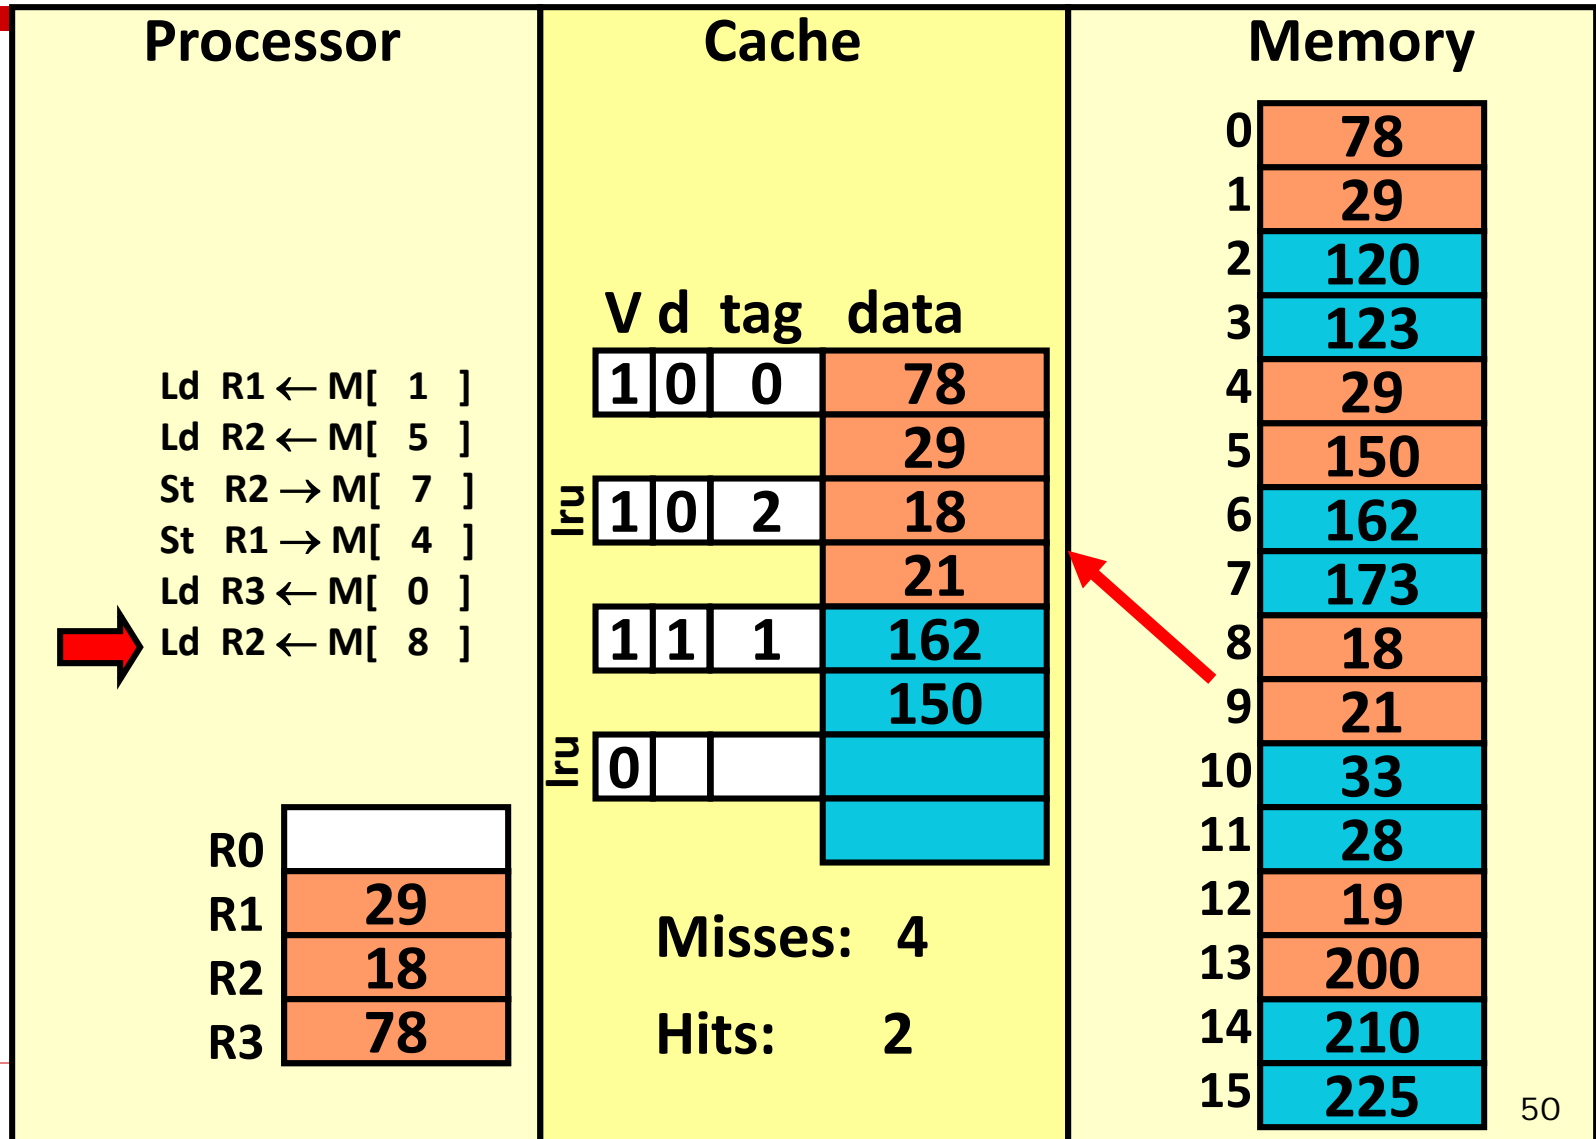 Processor
Ld R1 ← M[ 1 ]
Ld R2 ← M[ 5 ]
St R2 → M[ 7 ]
St R1 → M[ 4 ]
Ld R3 ← M[ 0 ]
Ld R2 ← M[ 8 ]
R0
R1 29
R2 18
R3 78
Cache
V d tag data
1 0 0 78
29
lru 1 0 2 18
21
1 1 1 162
150
lru 0
Misses: 4
Hits: 2
Memory
0 78
1 29
2 120
3 123
4 29
5 150
6 162
7 173
8 18
9 21
10 33
11 28
12 19
13 200
14 210
15 225
50